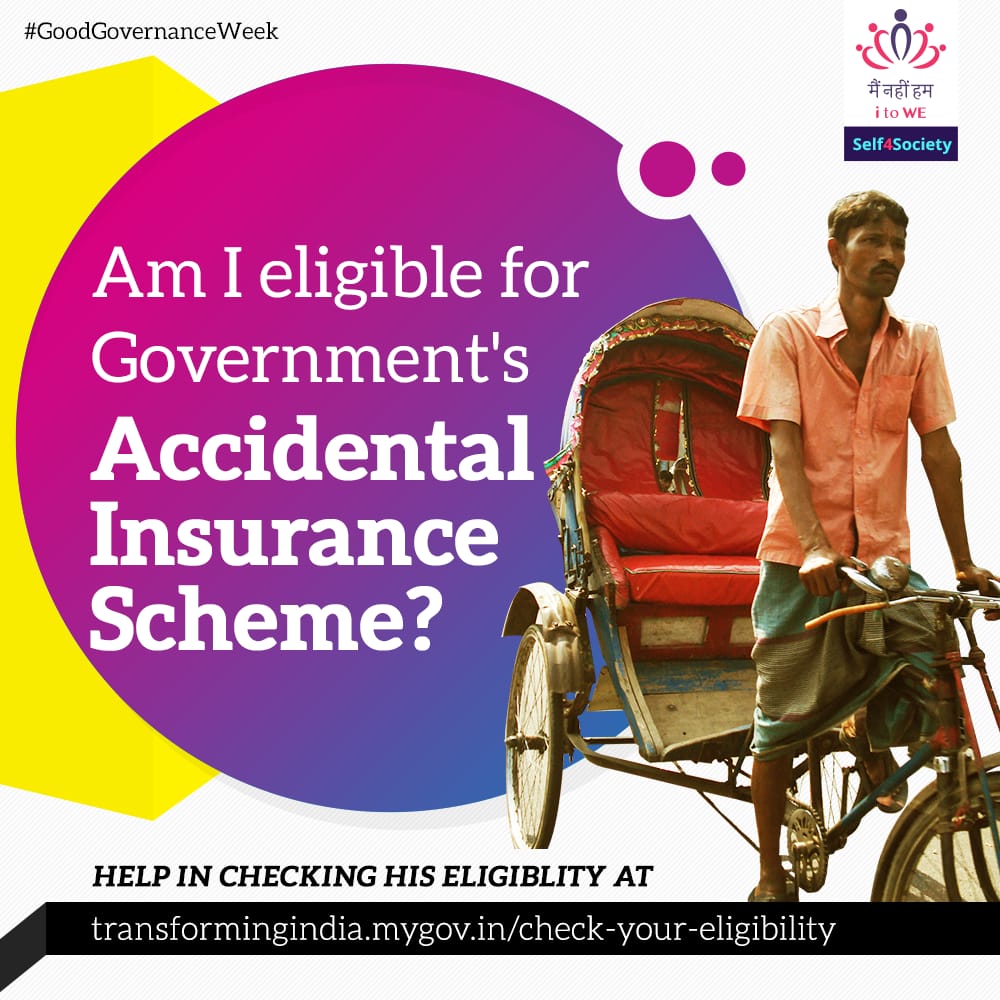 #GoodGovernanceWeek
मैं नहीं हम
i to WE
Self4Society
Am I eligible for
Government's
Accidental
Insurance
Scheme?
HELP IN CHECKING HIS ELIGIBLITY AT
transformingindia.mygov.in/check-your-eligibility